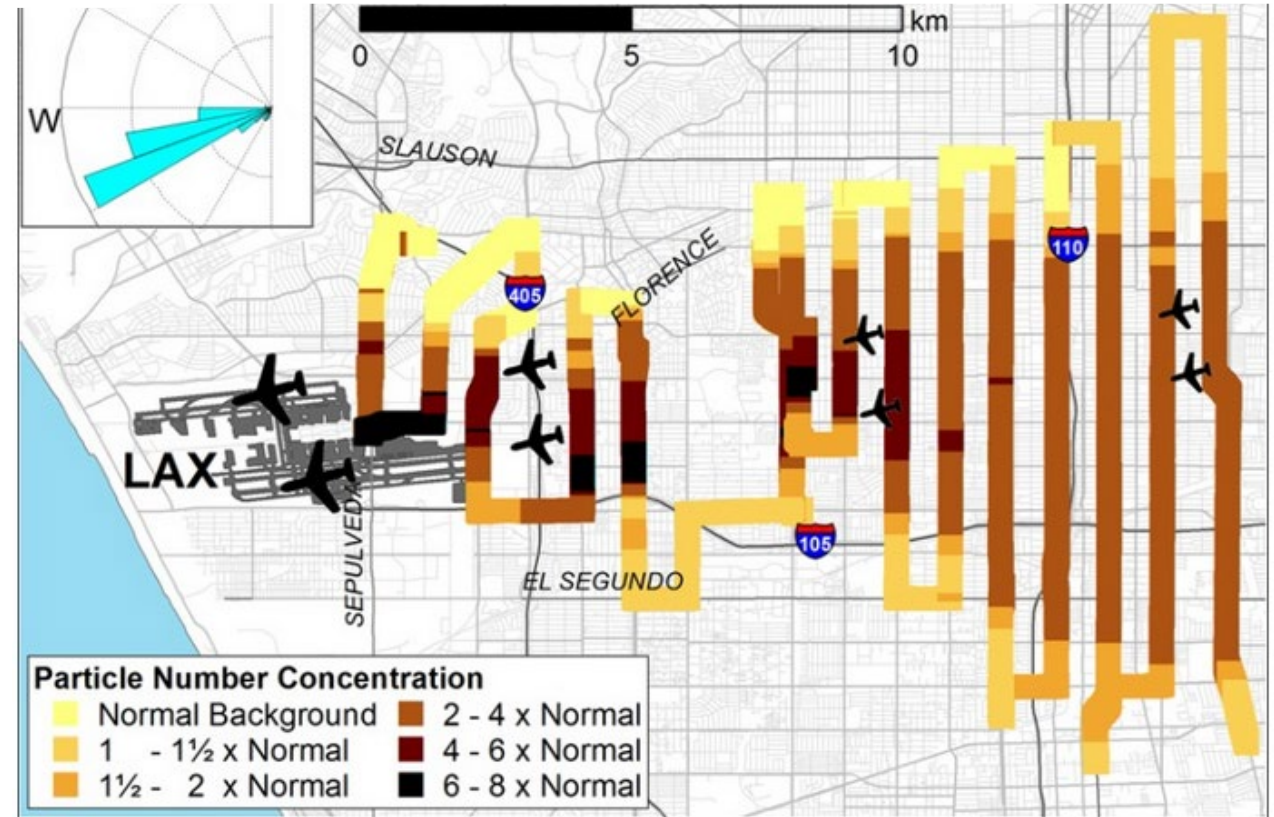 km
0 5 10
W
SLAUSON
FLORENCE
405
110
LAX
SEPULVEDA
105
EL SEGUNDO
Particle Number Concentration
Normal Background
1 - 1½ x Normal
1½ - 2 x Normal
2 - 4 x Normal
4 - 6 x Normal
6 - 8 x Normal